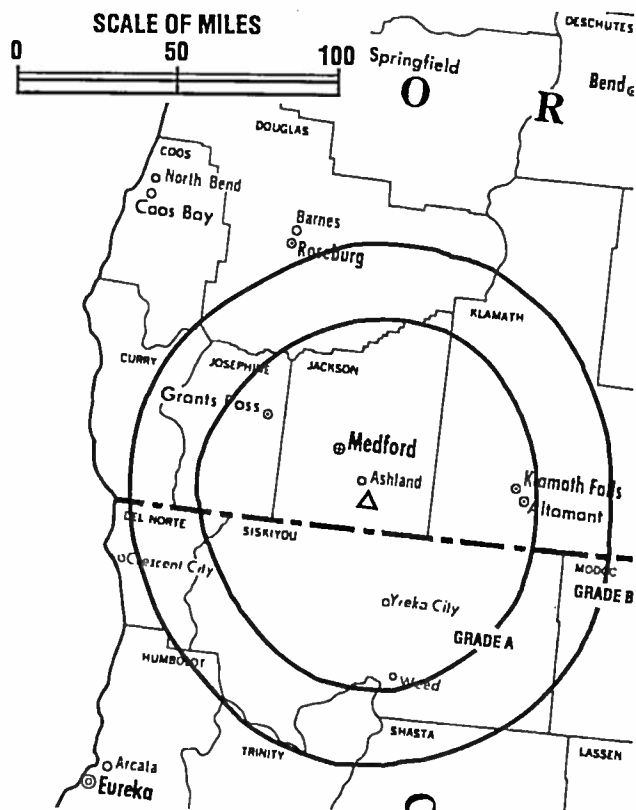 SCALE OF MILES
0 50 100
DESCHUTES
Springfield
Bend
O R
DOUGLAS
COOS
North Bend
Coos Bay
Barnes
Roseburg
KLAMATH
CURRY
JOSEPHINE
JACKSON
Grants Pass
Medford
Ashland
Klamath Falls
Altamont
DEL NORTE
SISKIYOU
MODOC
Crescent City
GRADE B
Yreka City
GRADE A
HUMBOLDT
Weed
SHASTA
TRINITY
LASSEN
Arcata
Eureka